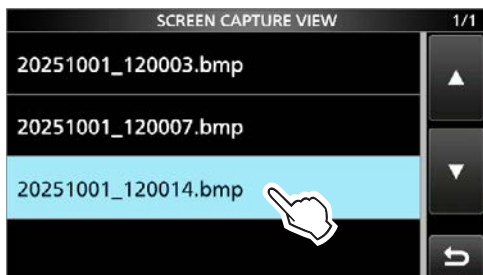 SCREEN CAPTURE VIEW 1/1
20251001_120003.bmp
20251001_120007.bmp
20251001_120014.bmp